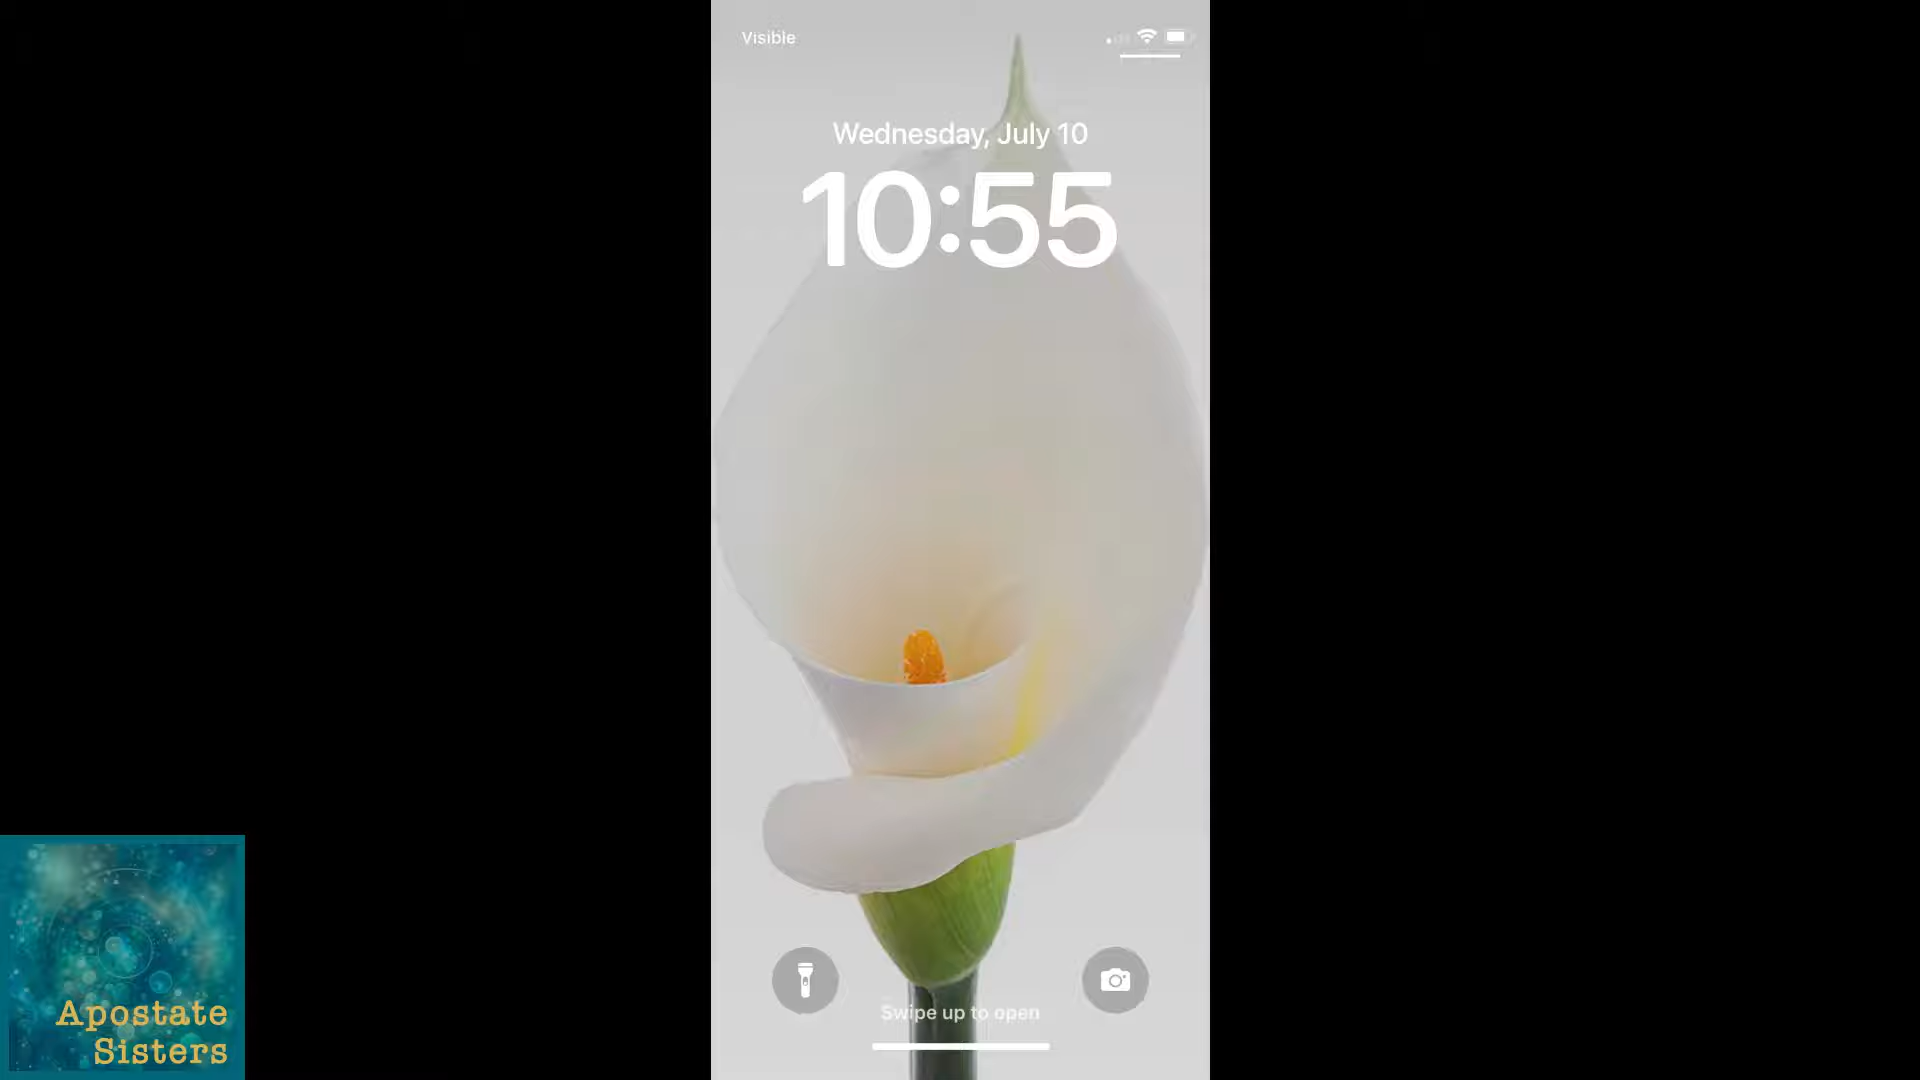 Visible
Wednesday, July 10
10:55
Swipe up to open
Apostate
Sisters